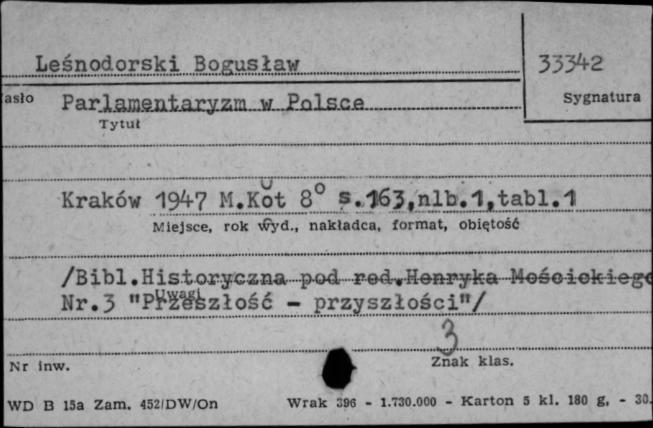 Leśnodorski Bogusław
33342
asło
Parlamentaryzm w Polsce
Sygnatura
Tytuł
Kraków 1947 M.Kot 8° s.163,nlb.1,tabl.1
Miejsce, rok wyd., nakładca, format, objętość
/Bibl.Historyczna pod red.Henryka Mościckiego
Uwagi
Nr.3 "Przeszłość - przyszłości"/
3
Nr inw.
Znak klas.
WD B 15a Zam. 452/DW/On Wrak 396 - 1.730.000 - Karton 5 kl. 180 g. - 30.